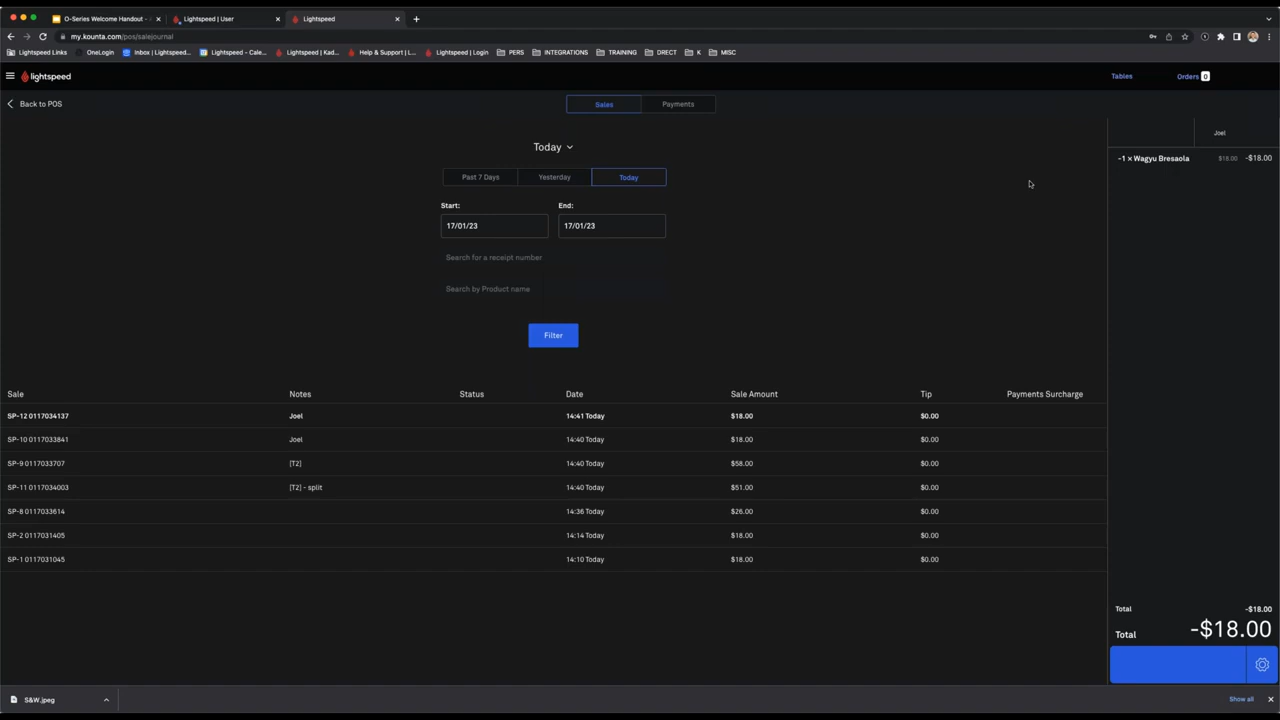 O-Series Welcome Handout -
Lightspeed | User
Lightspeed
my.kounta.com/pos/salejournal
Lightspeed Links
OneLogin
Inbox | Lightspeed...
Lightspeed - Cale...
Lightspeed | Kad...
Help & Support | L...
Lightspeed | Login
PERS
INTEGRATIONS
TRAINING
DRECT
K
MISC
lightspeed
Tables
Orders 0
Back to POS
Sales
Payments
Joel
Today
-1 × Wagyu Bresaola $18.00 -$18.00
Past 7 Days
Yesterday
Today
Start:
End:
17/01/23
17/01/23
Search for a receipt number
Search by Product name
Filter
Sale Notes Status Date Sale Amount Tip Payments Surcharge
SP-12 0117034137 Joel 14:41 Today $18.00 $0.00
SP-10 0117033841 Joel 14:40 Today $18.00 $0.00
SP-9 0117033707 [T2] 14:40 Today $58.00 $0.00
SP-11 0117034003 [T2] - split 14:40 Today $51.00 $0.00
SP-8 0117033614 14:36 Today $26.00 $0.00
SP-2 0117031405 14:14 Today $18.00 $0.00
SP-1 0117031045 14:10 Today $18.00 $0.00
Total -$18.00
Total -$18.00
S&W.jpeg
Show all